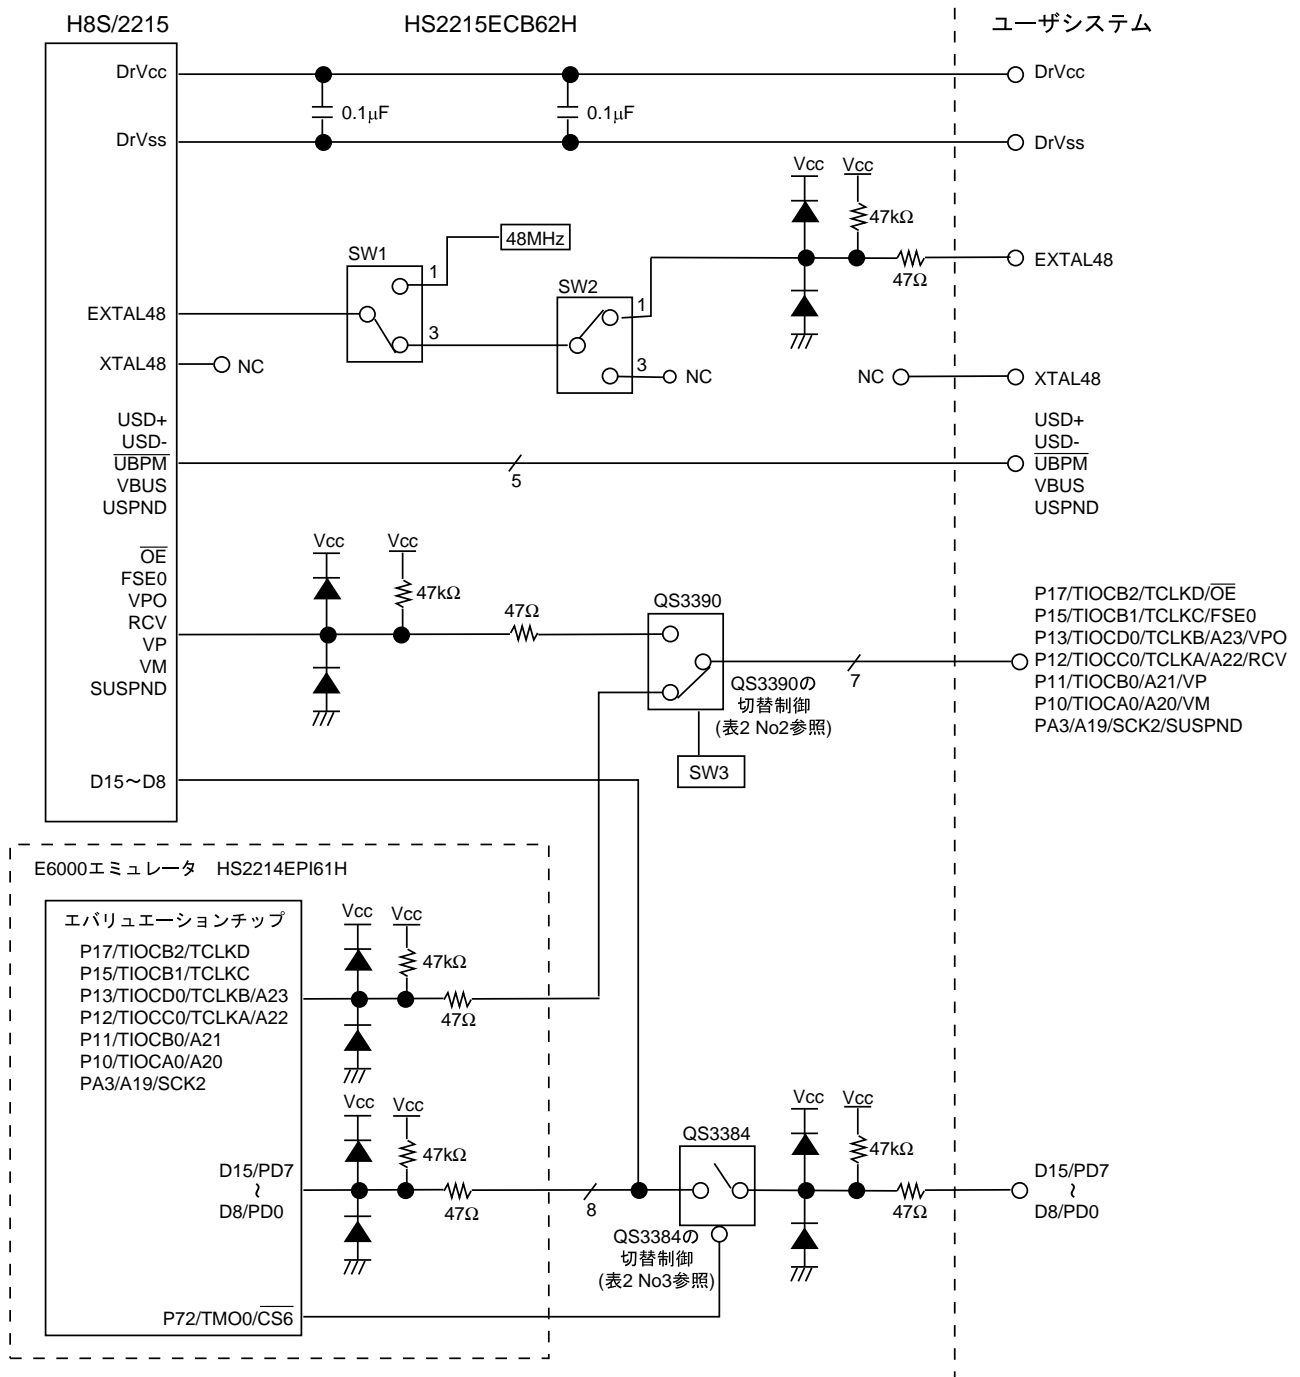 H8S/2215
HS2215ECB62H
ユーザシステム
DrVcc
DrVcc
0.1μF
0.1μF
DrVss
DrVss
Vcc
Vcc
47kΩ
48MHz
SW1
1
EXTAL48
47Ω
SW2
1
EXTAL48
3
3
XTAL48
NC
NC
NC
XTAL48
USD+
USD-
UBPM
VBUS
USPND
5
USD+
USD-
UBPM
VBUS
USPND
OE
FSE0
VPO
RCV
VP
VM
SUSPND
Vcc
Vcc
47kΩ
47Ω
QS3390
7
QS3390の
切替制御
(表2 No2参照)
SW3
P17/TIOCB2/TCLKD/OE
P15/TIOCB1/TCLKC/FSE0
P13/TIOCD0/TCLKB/A23/VPO
P12/TIOCC0/TCLKA/A22/RCV
P11/TIOCB0/A21/VP
P10/TIOCA0/A20/VM
PA3/A19/SCK2/SUSPND
D15〜D8
E6000エミュレータ HS2214EPI61H
エバリュエーションチップ
P17/TIOCB2/TCLKD
P15/TIOCB1/TCLKC
P13/TIOCD0/TCLKB/A23
P12/TIOCC0/TCLKA/A22
P11/TIOCB0/A21
P10/TIOCA0/A20
PA3/A19/SCK2
Vcc
Vcc
47kΩ
47Ω
Vcc
Vcc
47kΩ
47Ω
D15/PD7
〜
D8/PD0
8
QS3384
QS3384の
切替制御
(表2 No3参照)
Vcc
Vcc
47kΩ
47Ω
D15/PD7
〜
D8/PD0
P72/TMO0/CS6